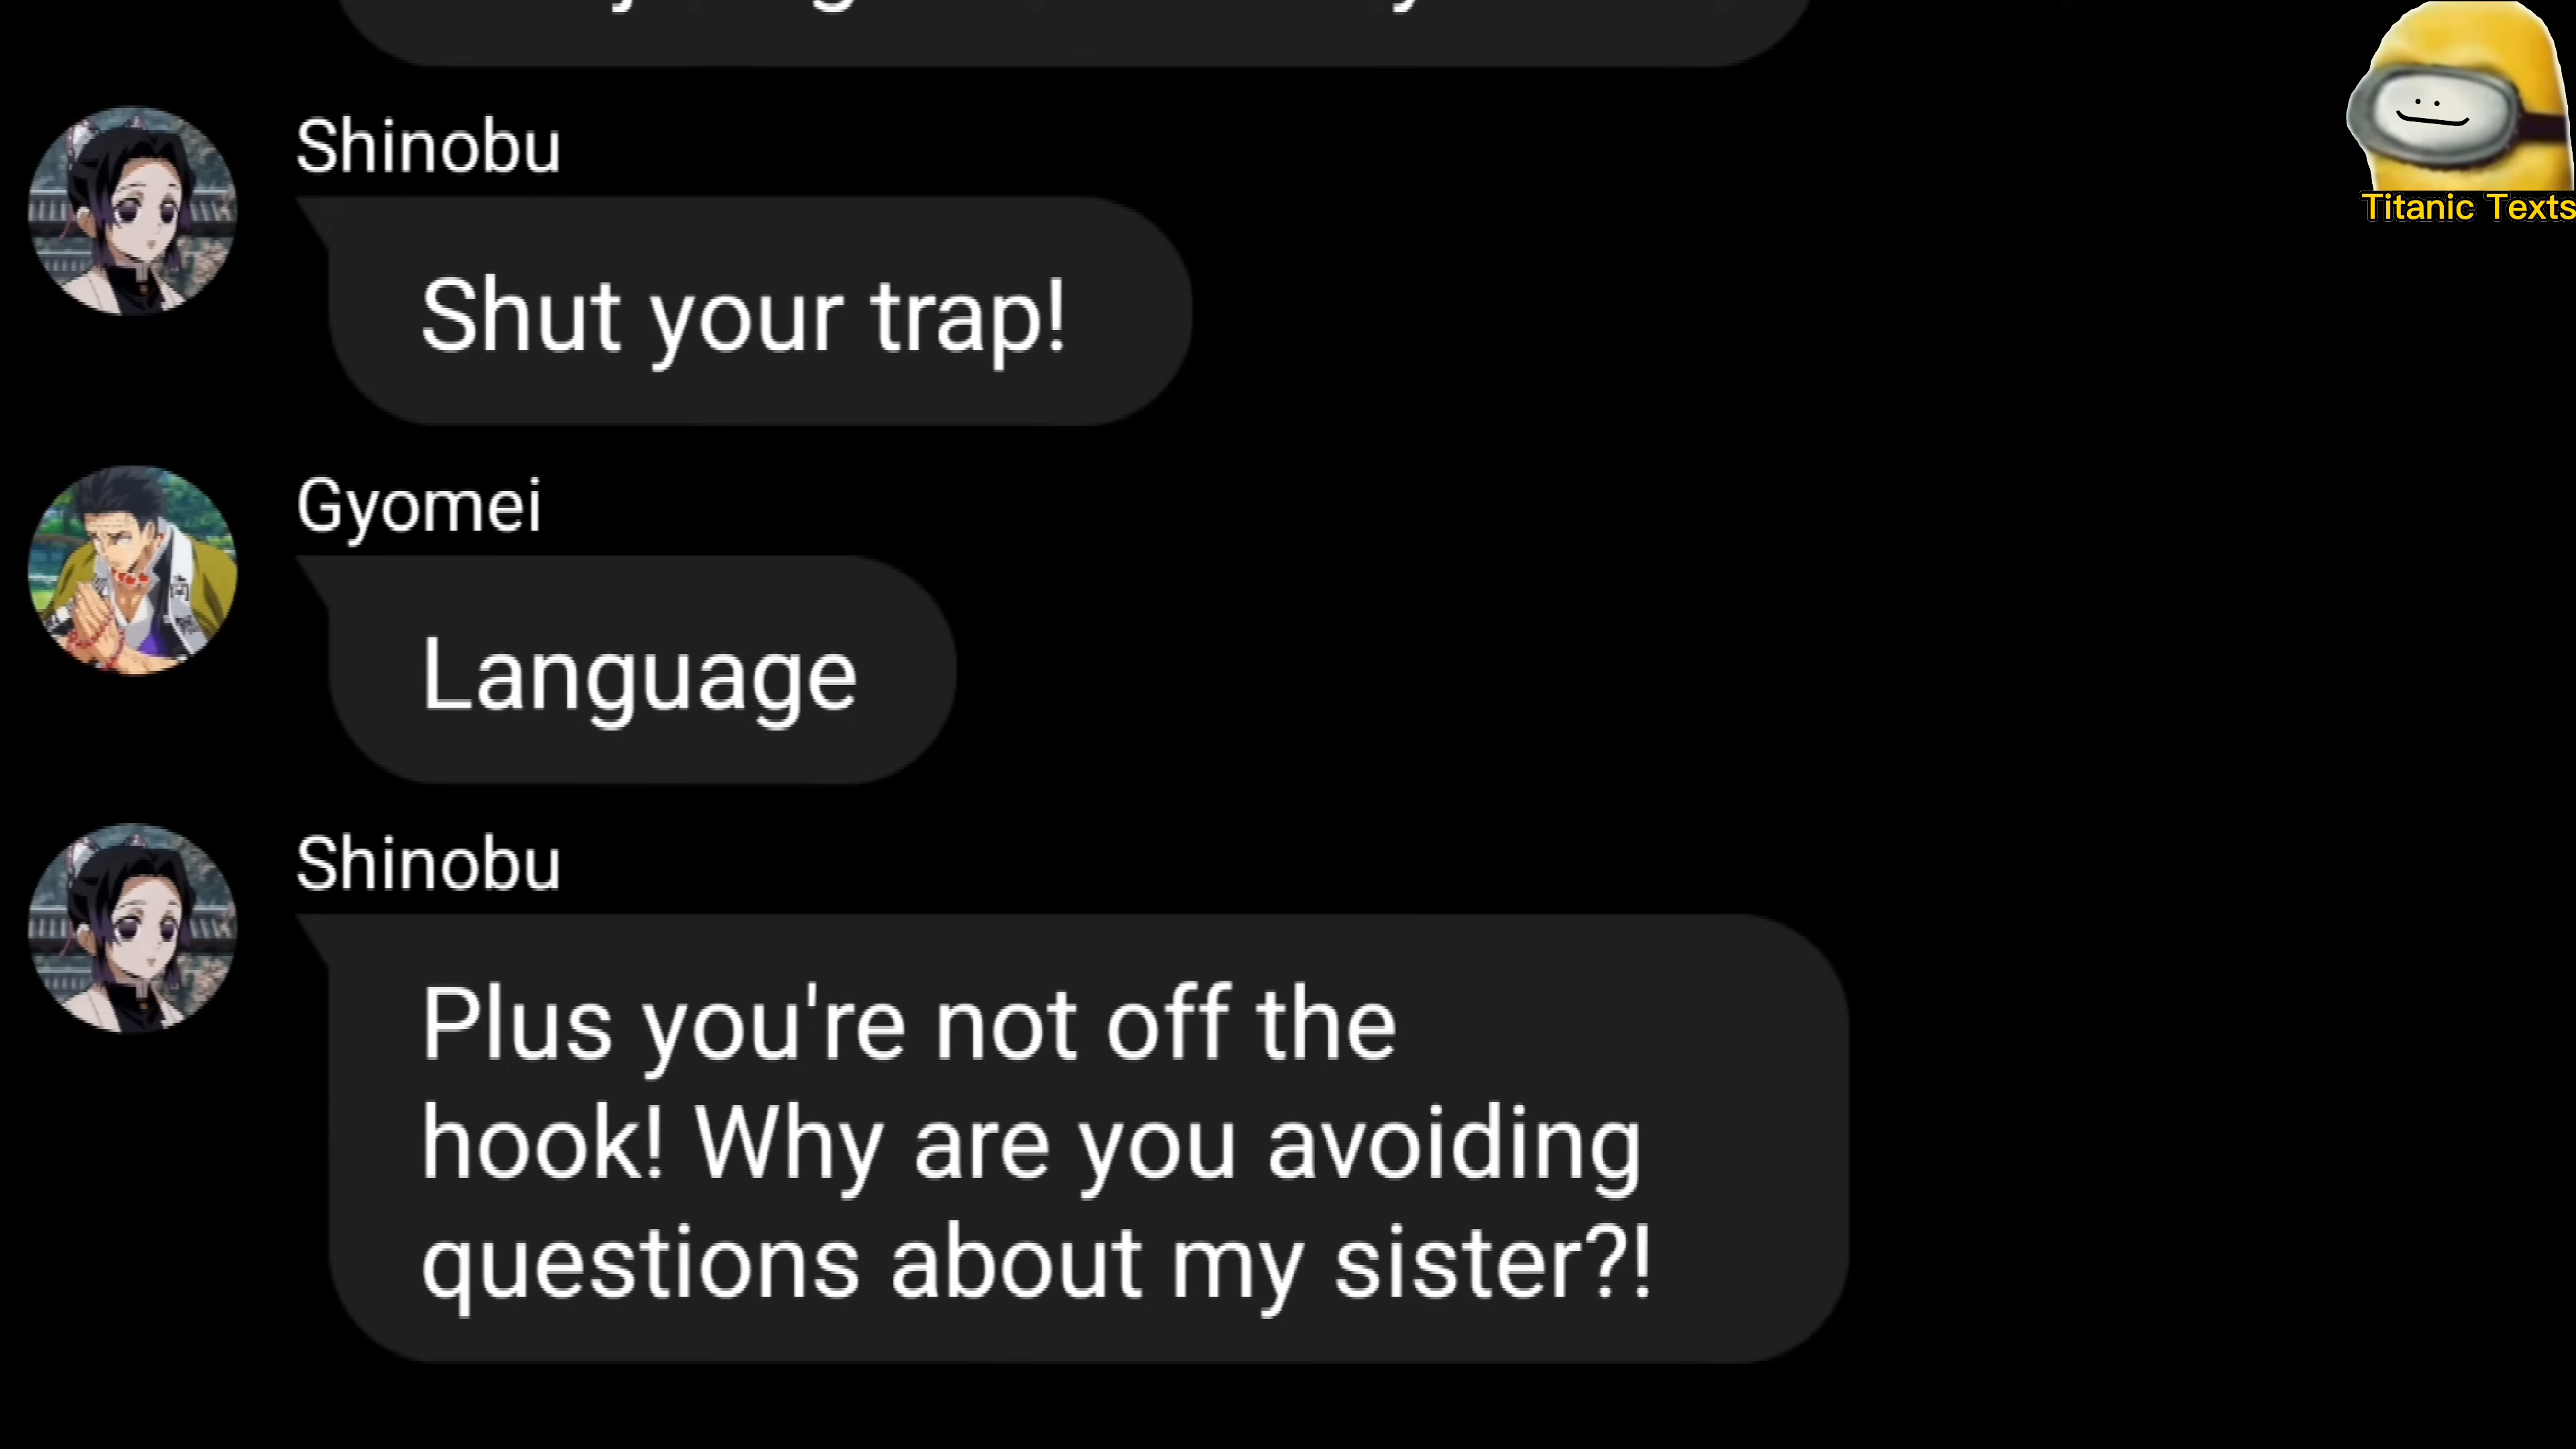 Shinobu
Titanic Texts
Shut your trap!
Gyomei
Language
Shinobu
Plus you're not off the
hook! Why are you avoiding
questions about my sister?!